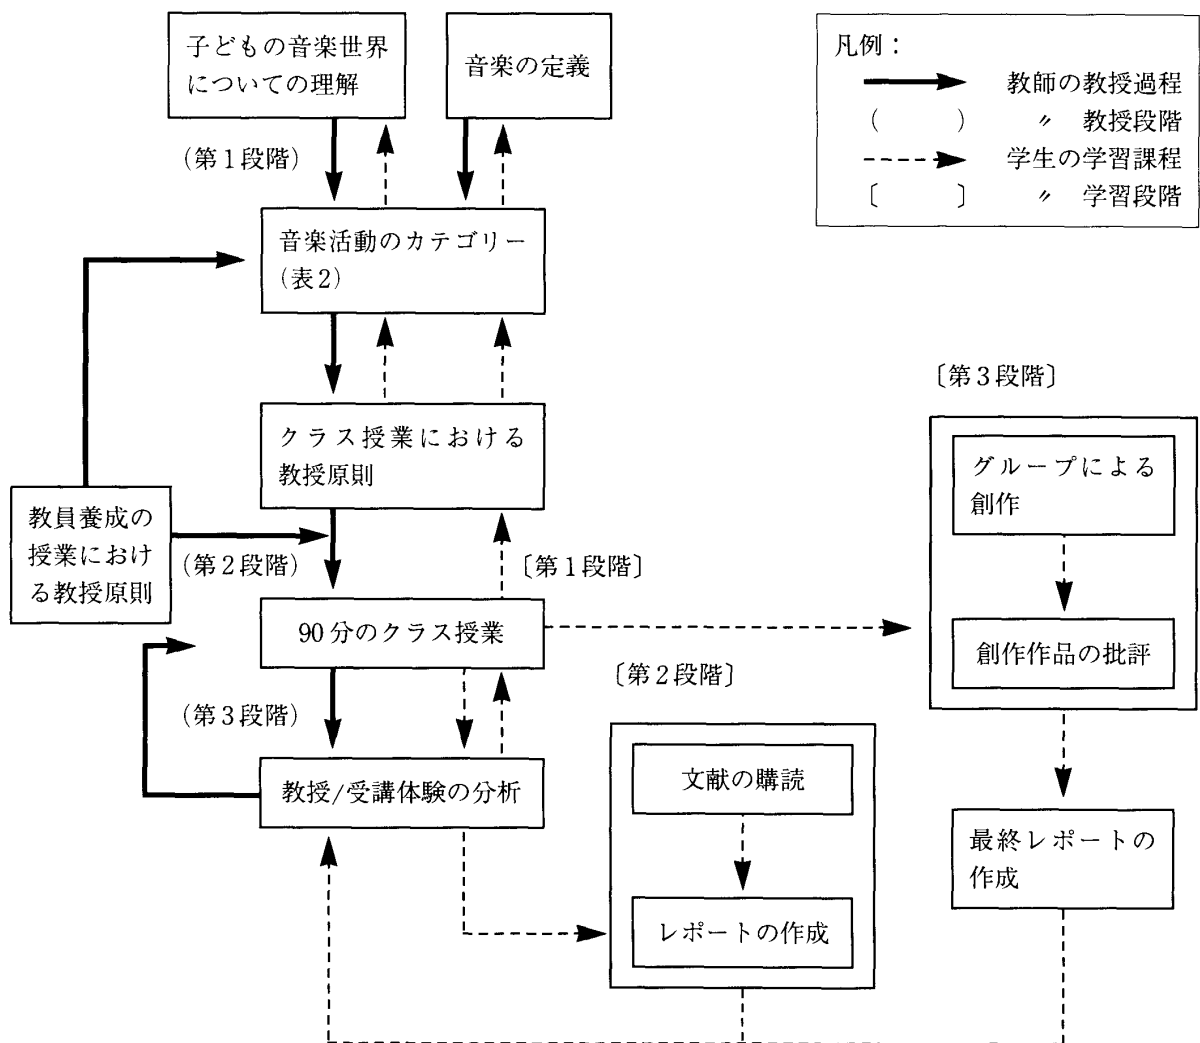 子どもの音楽世界
についての理解
音楽の定義
凡例：
教師の教授過程
（　　　）　〃　教授段階
学生の学習課程
〔　　　〕　〃　学習段階
（第1段階）
音楽活動のカテゴリー
（表2）
〔第3段階〕
クラス授業における
教授原則
グループによる
創作
教員養成の
授業におけ
る教授原則
（第2段階）
〔第1段階〕
90分のクラス授業
創作作品の批評
〔第2段階〕
（第3段階）
教授/受講体験の分析
文献の購読
最終レポートの
作成
レポートの作成